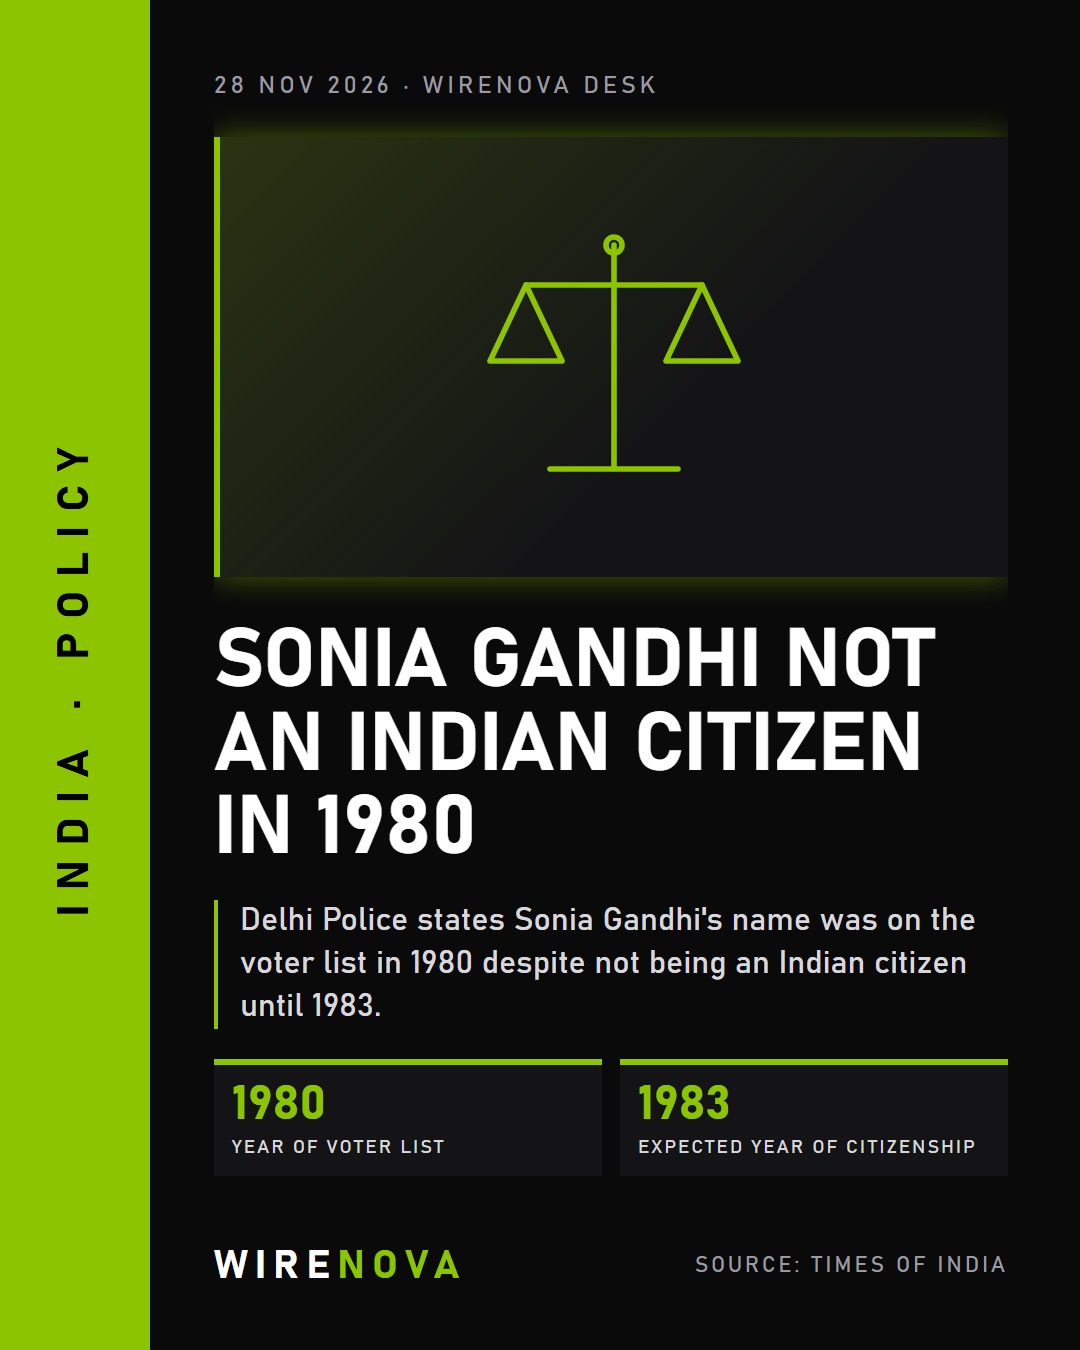 INDIA · POLICY
28 NOV 2026 · WIRENOVA DESK
SONIA GANDHI NOT
AN INDIAN CITIZEN
IN 1980
Delhi Police states Sonia Gandhi's name was on the
voter list in 1980 despite not being an Indian citizen
until 1983.
1980
YEAR OF VOTER LIST
1983
EXPECTED YEAR OF CITIZENSHIP
WIRENOVA
SOURCE: TIMES OF INDIA